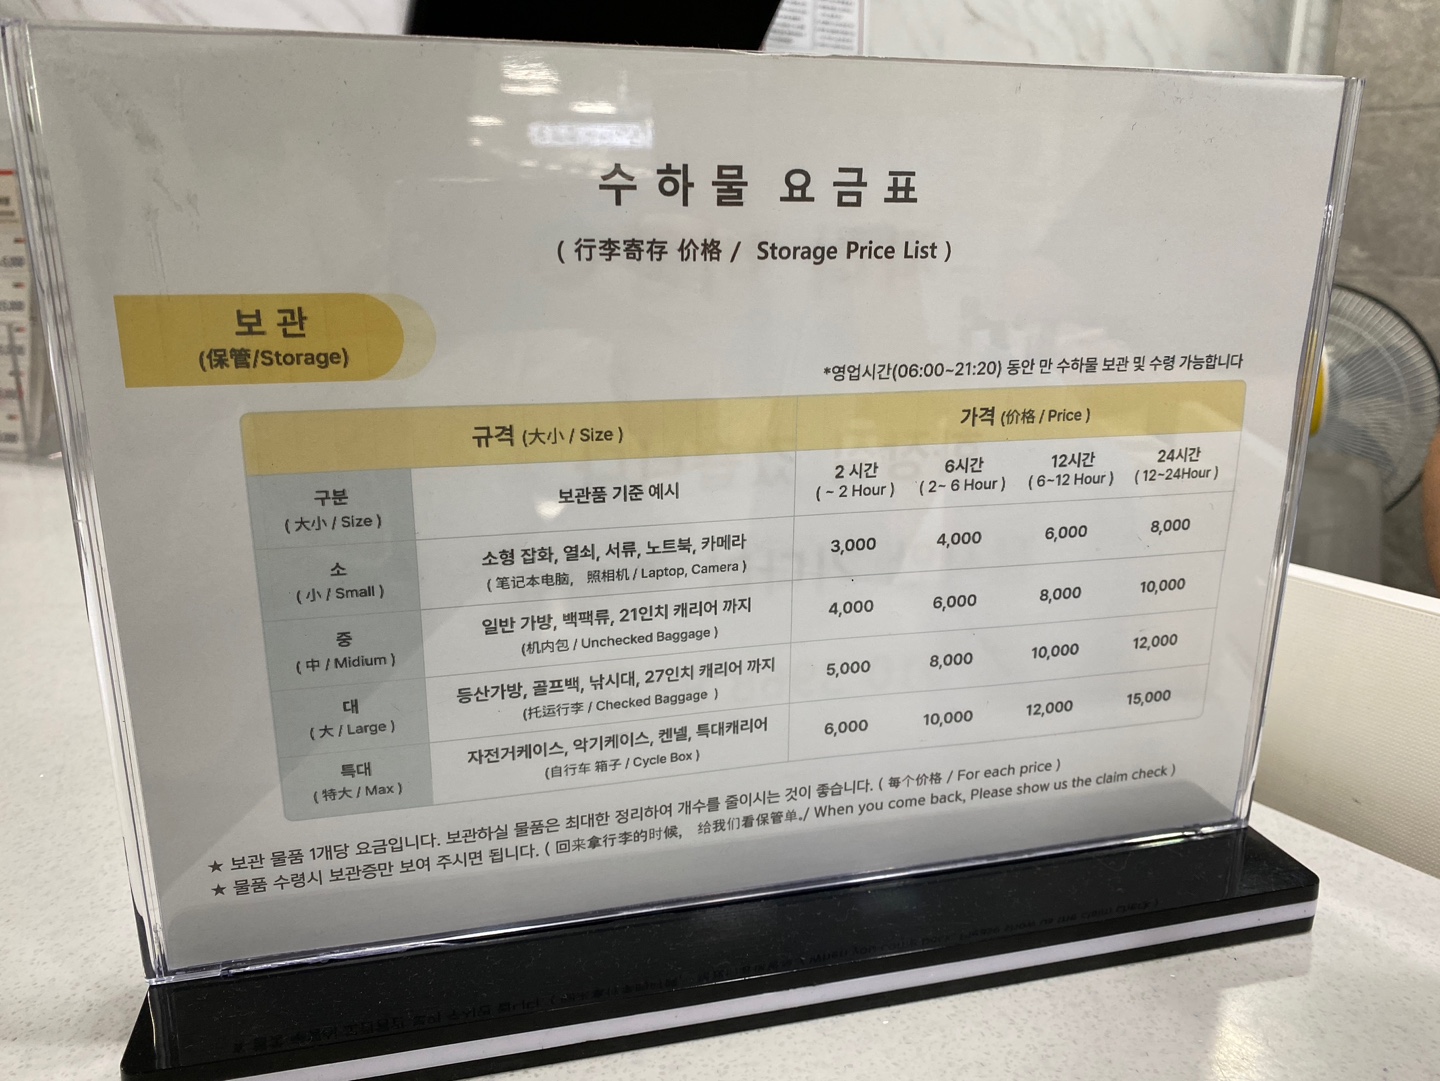 수하물 요금표
( 行李寄存 价格 / Storage Price List )
보관
(保管/Storage)
*영업시간(06:00~21:20) 동안 만 수하물 보관 및 수령 가능합니다
규격 (大小 / Size ) 가격 (价格 / Price )
구분 ( 大小 / Size ) 보관품 기준 예시 2 시간 ( ~ 2 Hour ) 6시간 ( 2~ 6 Hour ) 12시간 ( 6~12 Hour ) 24시간 ( 12~24Hour )
소 ( 小 / Small ) 소형 잡화, 열쇠, 서류, 노트북, 카메라 ( 笔记本电脑, 照相机 / Laptop, Camera ) 3,000 4,000 6,000 8,000
중 ( 中 / Midium ) 일반 가방, 백팩류, 21인치 캐리어 까지 (机内包 / Unchecked Baggage ) 4,000 6,000 8,000 10,000
대 ( 大 / Large ) 등산가방, 골프백, 낚시대, 27인치 캐리어 까지 (托运行李 / Checked Baggage ) 5,000 8,000 10,000 12,000
특대 ( 特大 / Max ) 자전거케이스, 악기케이스, 켄넬, 특대캐리어 (自行车 箱子 / Cycle Box ) 6,000 10,000 12,000 15,000
★ 보관 물품 1개당 요금입니다. 보관하실 물품은 최대한 정리하여 개수를 줄이시는 것이 좋습니다. ( 每个价格 / For each price )
★ 물품 수령시 보관증만 보여 주시면 됩니다. ( 回来拿行李的时候, 给我们看保管单./ When you come back, Please show us the claim check )